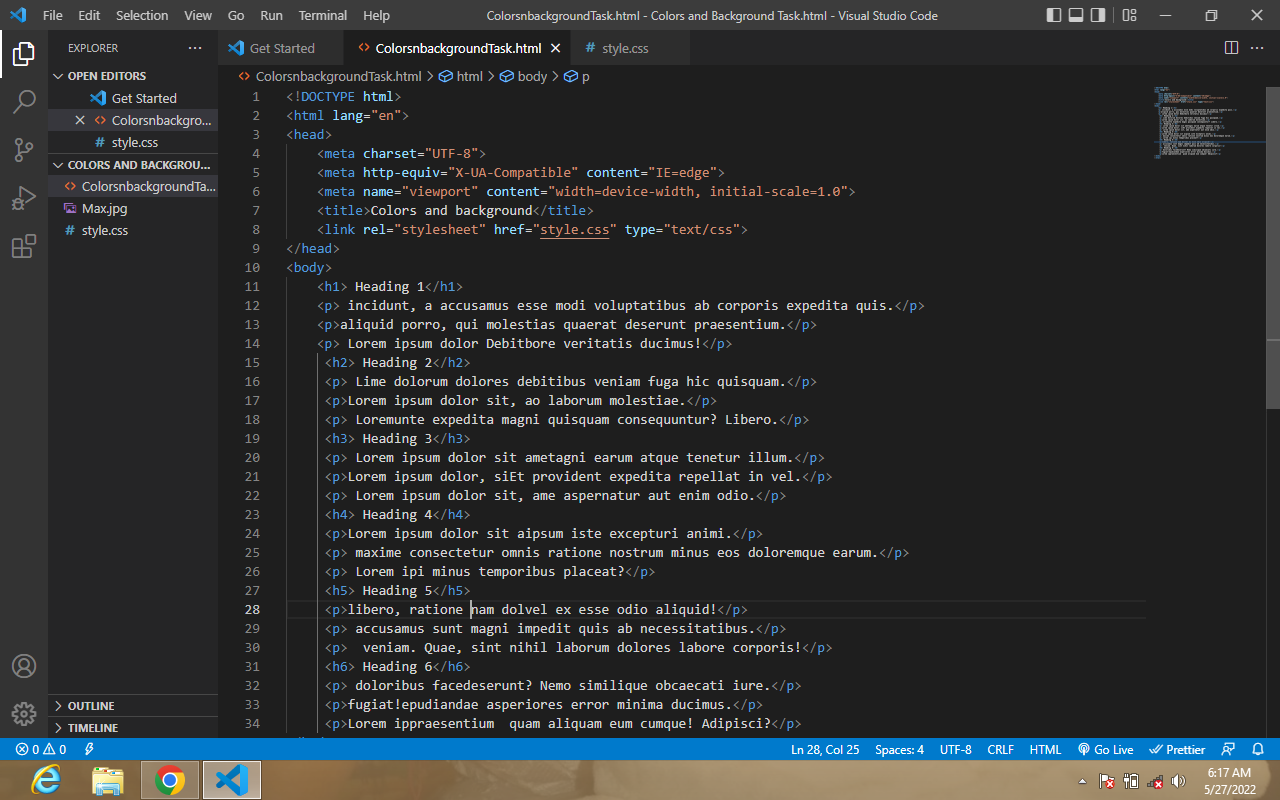 File Edit Selection View Go Run Terminal Help ColorsnbackgroundTask.html - Colors and Background Task.html - Visual Studio Code
EXPLORER
OPEN EDITORS
Get Started
Colorsnbackgro...
style.css
COLORS AND BACKGROU...
ColorsnbackgroundTa...
Max.jpg
style.css
OUTLINE
TIMELINE
Get Started ColorsnbackgroundTask.html style.css
ColorsnbackgroundTask.html > html > body > p
1 <!DOCTYPE html>
2 <html lang="en">
3 <head>
4 <meta charset="UTF-8">
5 <meta http-equiv="X-UA-Compatible" content="IE=edge">
6 <meta name="viewport" content="width=device-width, initial-scale=1.0">
7 <title>Colors and background</title>
8 <link rel="stylesheet" href="style.css" type="text/css">
9 </head>
10 <body>
11 <h1> Heading 1</h1>
12 <p> incidunt, a accusamus esse modi voluptatibus ab corporis expedita quis.</p>
13 <p>aliquid porro, qui molestias quaerat deserunt praesentium.</p>
14 <p> Lorem ipsum dolor Debitbore veritatis ducimus!</p>
15 <h2> Heading 2</h2>
16 <p> Lime dolorum dolores debitibus veniam fuga hic quisquam.</p>
17 <p>Lorem ipsum dolor sit, ao laborum molestiae.</p>
18 <p> Loremunte expedita magni quisquam consequuntur? Libero.</p>
19 <h3> Heading 3</h3>
20 <p> Lorem ipsum dolor sit ametagni earum atque tenetur illum.</p>
21 <p>Lorem ipsum dolor, siEt provident expedita repellat in vel.</p>
22 <p> Lorem ipsum dolor sit, ame aspernatur aut enim odio.</p>
23 <h4> Heading 4</h4>
24 <p>Lorem ipsum dolor sit aipsum iste excepturi animi.</p>
25 <p> maxime consectetur omnis ratione nostrum minus eos doloremque earum.</p>
26 <p> Lorem ipi minus temporibus placeat?</p>
27 <h5> Heading 5</h5>
28 <p>libero, ratione nam dolvel ex esse odio aliquid!</p>
29 <p> accusamus sunt magni impedit quis ab necessitatibus.</p>
30 <p>  veniam. Quae, sint nihil laborum dolores labore corporis!</p>
31 <h6> Heading 6</h6>
32 <p> doloribus facedeserunt? Nemo similique obcaecati iure.</p>
33 <p>fugiat!epudiandae asperiores error minima ducimus.</p>
34 <p>Lorem ippraesentium  quam aliquam eum cumque! Adipisci?</p>
0 0 Ln 28, Col 25 Spaces: 4 UTF-8 CRLF HTML Go Live Prettier
6:17 AM
5/27/2022